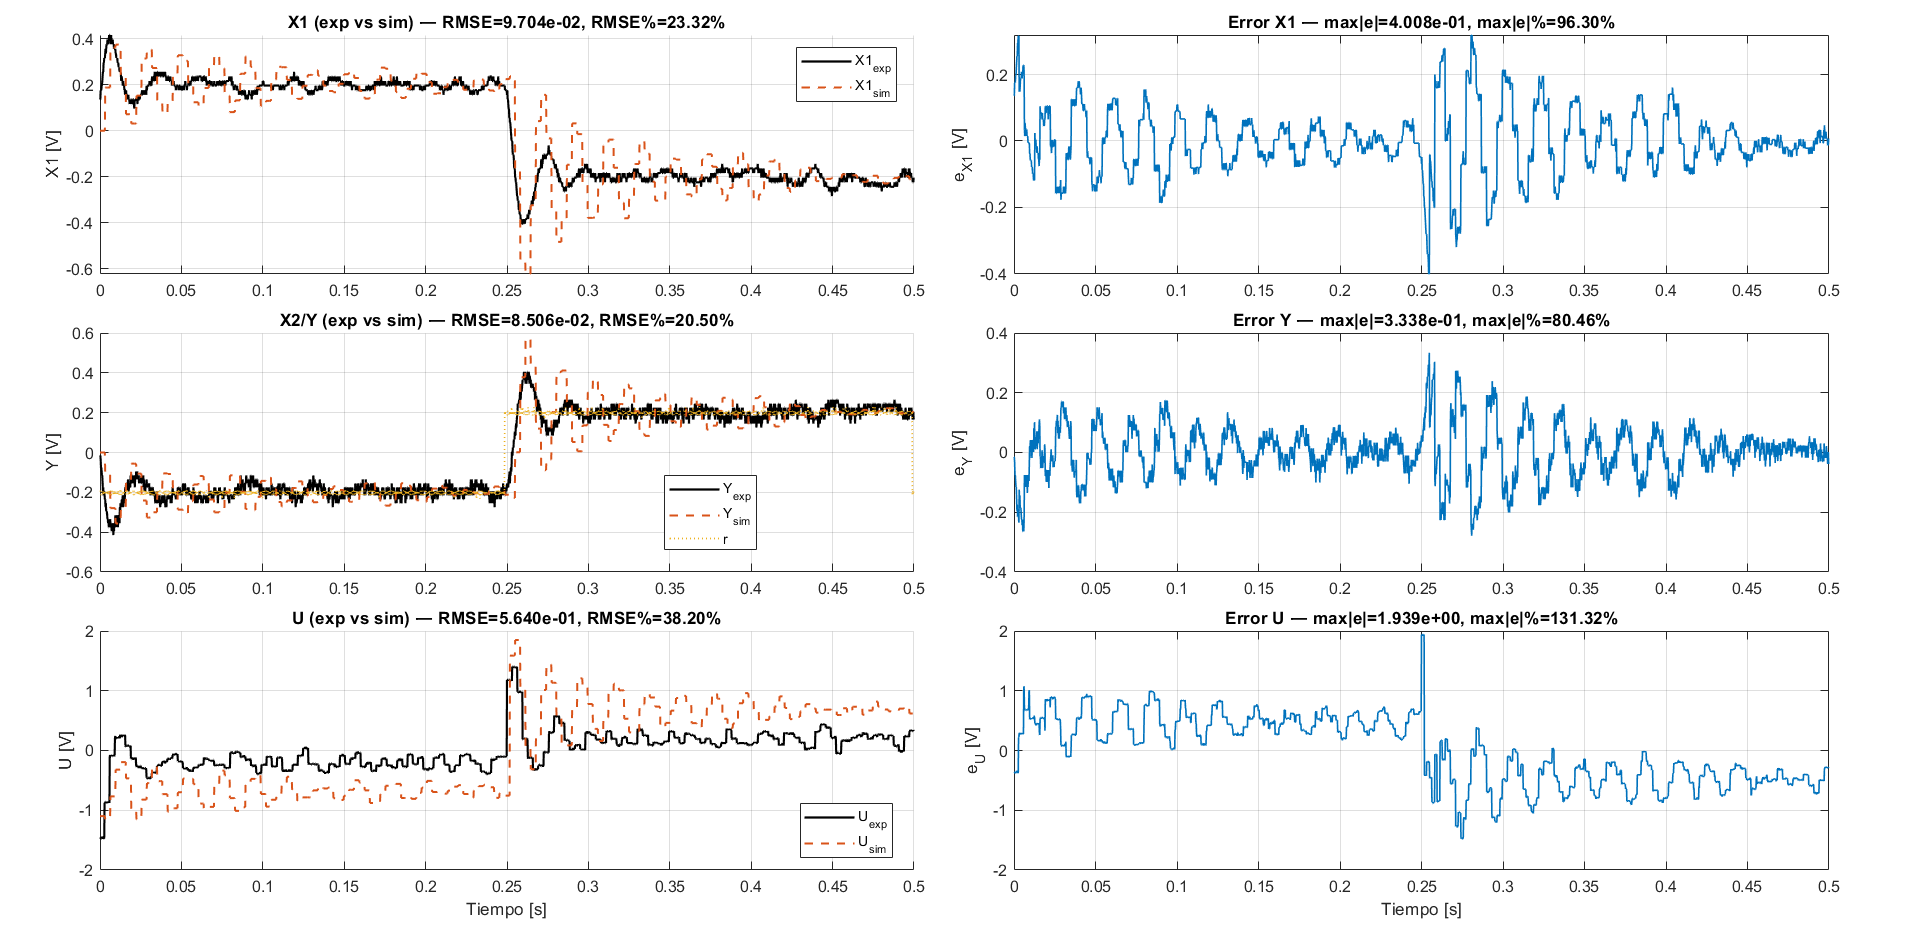 X1 (exp vs sim) — RMSE=9.704e-02, RMSE%=23.32%
X1 [V]
0.4
0.2
0
-0.2
-0.4
-0.6
X1exp
X1sim
0 0.05 0.1 0.15 0.2 0.25 0.3 0.35 0.4 0.45 0.5
Error X1 — max|e|=4.008e-01, max|e|%=96.30%
eX1 [V]
0.2
0
-0.2
-0.4
0 0.05 0.1 0.15 0.2 0.25 0.3 0.35 0.4 0.45 0.5
X2/Y (exp vs sim) — RMSE=8.506e-02, RMSE%=20.50%
Y [V]
0.6
0.4
0.2
0
-0.2
-0.4
-0.6
Yexp
Ysim
r
0 0.05 0.1 0.15 0.2 0.25 0.3 0.35 0.4 0.45 0.5
Error Y — max|e|=3.338e-01, max|e|%=80.46%
eY [V]
0.4
0.2
0
-0.2
-0.4
0 0.05 0.1 0.15 0.2 0.25 0.3 0.35 0.4 0.45 0.5
U (exp vs sim) — RMSE=5.640e-01, RMSE%=38.20%
U [V]
2
1
0
-1
-2
Uexp
Usim
0 0.05 0.1 0.15 0.2 0.25 0.3 0.35 0.4 0.45 0.5
Tiempo [s]
Error U — max|e|=1.939e+00, max|e|%=131.32%
eU [V]
2
1
0
-1
-2
0 0.05 0.1 0.15 0.2 0.25 0.3 0.35 0.4 0.45 0.5
Tiempo [s]